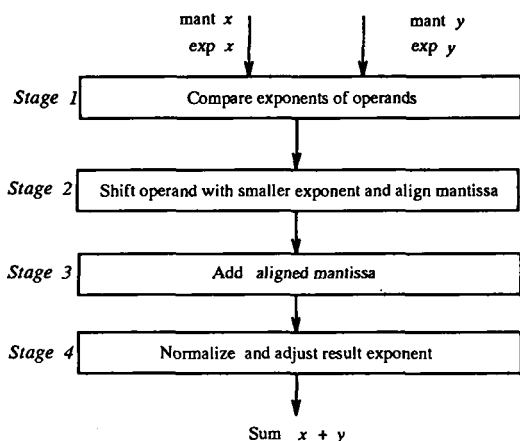 mant x mant y
exp x exp y
Stage 1 Compare exponents of operands
Stage 2 Shift operand with smaller exponent and align mantissa
Stage 3 Add aligned mantissa
Stage 4 Normalize and adjust result exponent
Sum x + y